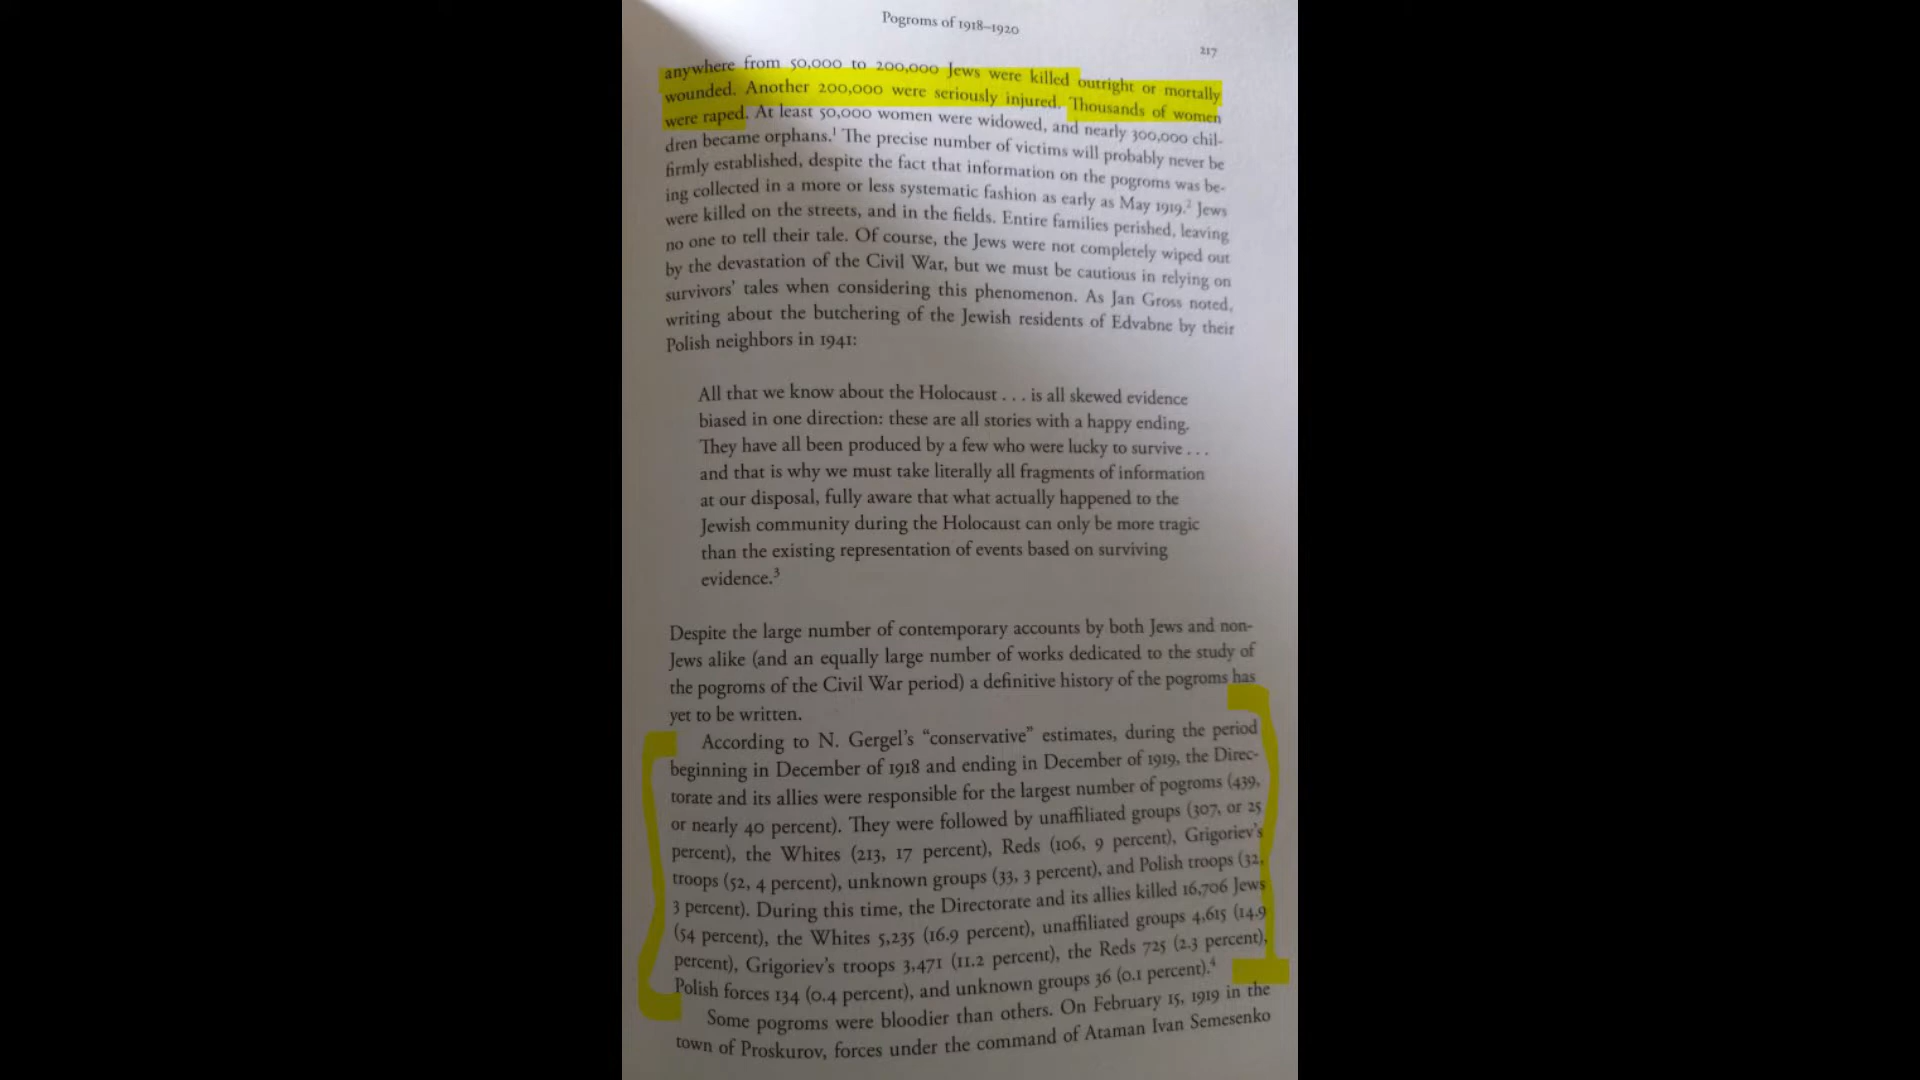 Pogroms of 1918–1920
217
anywhere from 50,000 to 200,000 Jews were killed outright or mortally
wounded. Another 200,000 were seriously injured. Thousands of women
were raped. At least 50,000 women were widowed, and nearly 300,000 chil-
dren became orphans.¹ The precise number of victims will probably never be
firmly established, despite the fact that information on the pogroms was be-
ing collected in a more or less systematic fashion as early as May 1919.² Jews
were killed on the streets, and in the fields. Entire families perished, leaving
no one to tell their tale. Of course, the Jews were not completely wiped out
by the devastation of the Civil War, but we must be cautious in relying on
survivors’ tales when considering this phenomenon. As Jan Gross noted,
writing about the butchering of the Jewish residents of Edvabne by their
Polish neighbors in 1941:
All that we know about the Holocaust . . . is all skewed evidence
biased in one direction: these are all stories with a happy ending.
They have all been produced by a few who were lucky to survive . . .
and that is why we must take literally all fragments of information
at our disposal, fully aware that what actually happened to the
Jewish community during the Holocaust can only be more tragic
than the existing representation of events based on surviving
evidence.³
Despite the large number of contemporary accounts by both Jews and non-
Jews alike (and an equally large number of works dedicated to the study of
the pogroms of the Civil War period) a definitive history of the pogroms has
yet to be written.
According to N. Gergel’s “conservative” estimates, during the period
beginning in December of 1918 and ending in December of 1919, the Direc-
torate and its allies were responsible for the largest number of pogroms (439,
or nearly 40 percent). They were followed by unaffiliated groups (307, or 25
percent), the Whites (213, 17 percent), Reds (106, 9 percent), Grigoriev’s
troops (52, 4 percent), unknown groups (33, 3 percent), and Polish troops (32,
3 percent). During this time, the Directorate and its allies killed 16,706 Jews
(54 percent), the Whites 5,235 (16.9 percent), unaffiliated groups 4,615 (14.9
percent), Grigoriev’s troops 3,471 (11.2 percent), the Reds 725 (2.3 percent),
Polish forces 134 (0.4 percent), and unknown groups 36 (0.1 percent).⁴
Some pogroms were bloodier than others. On February 15, 1919 in the
town of Proskurov, forces under the command of Ataman Ivan Semesenko